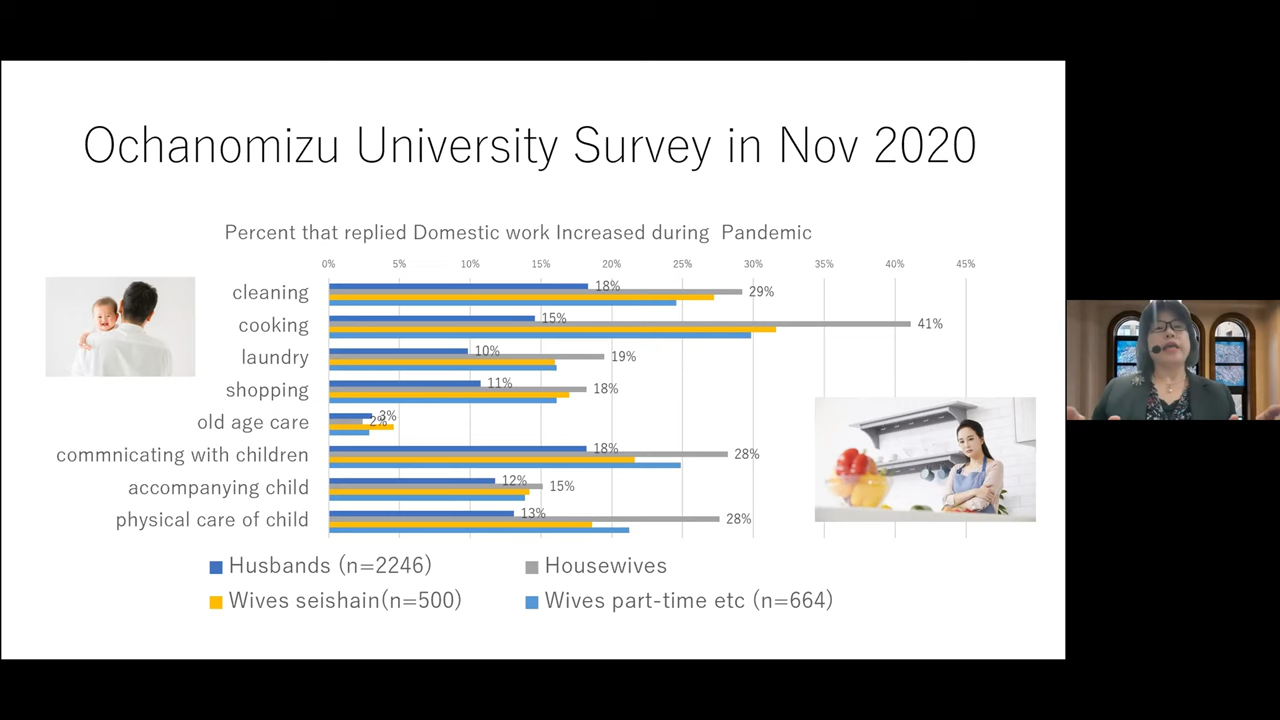 Ochanomizu University Survey in Nov 2020
Percent that replied Domestic work Increased during Pandemic
0% 5% 10% 15% 20% 25% 30% 35% 40% 45%
cleaning 18% 29%
cooking 15% 41%
laundry 10% 19%
shopping 11% 18%
old age care 3% 2%
commnicating with children 18% 28%
accompanying child 12% 15%
physical care of child 13% 28%
Husbands (n=2246) Housewives
Wives seishain(n=500) Wives part-time etc (n=664)